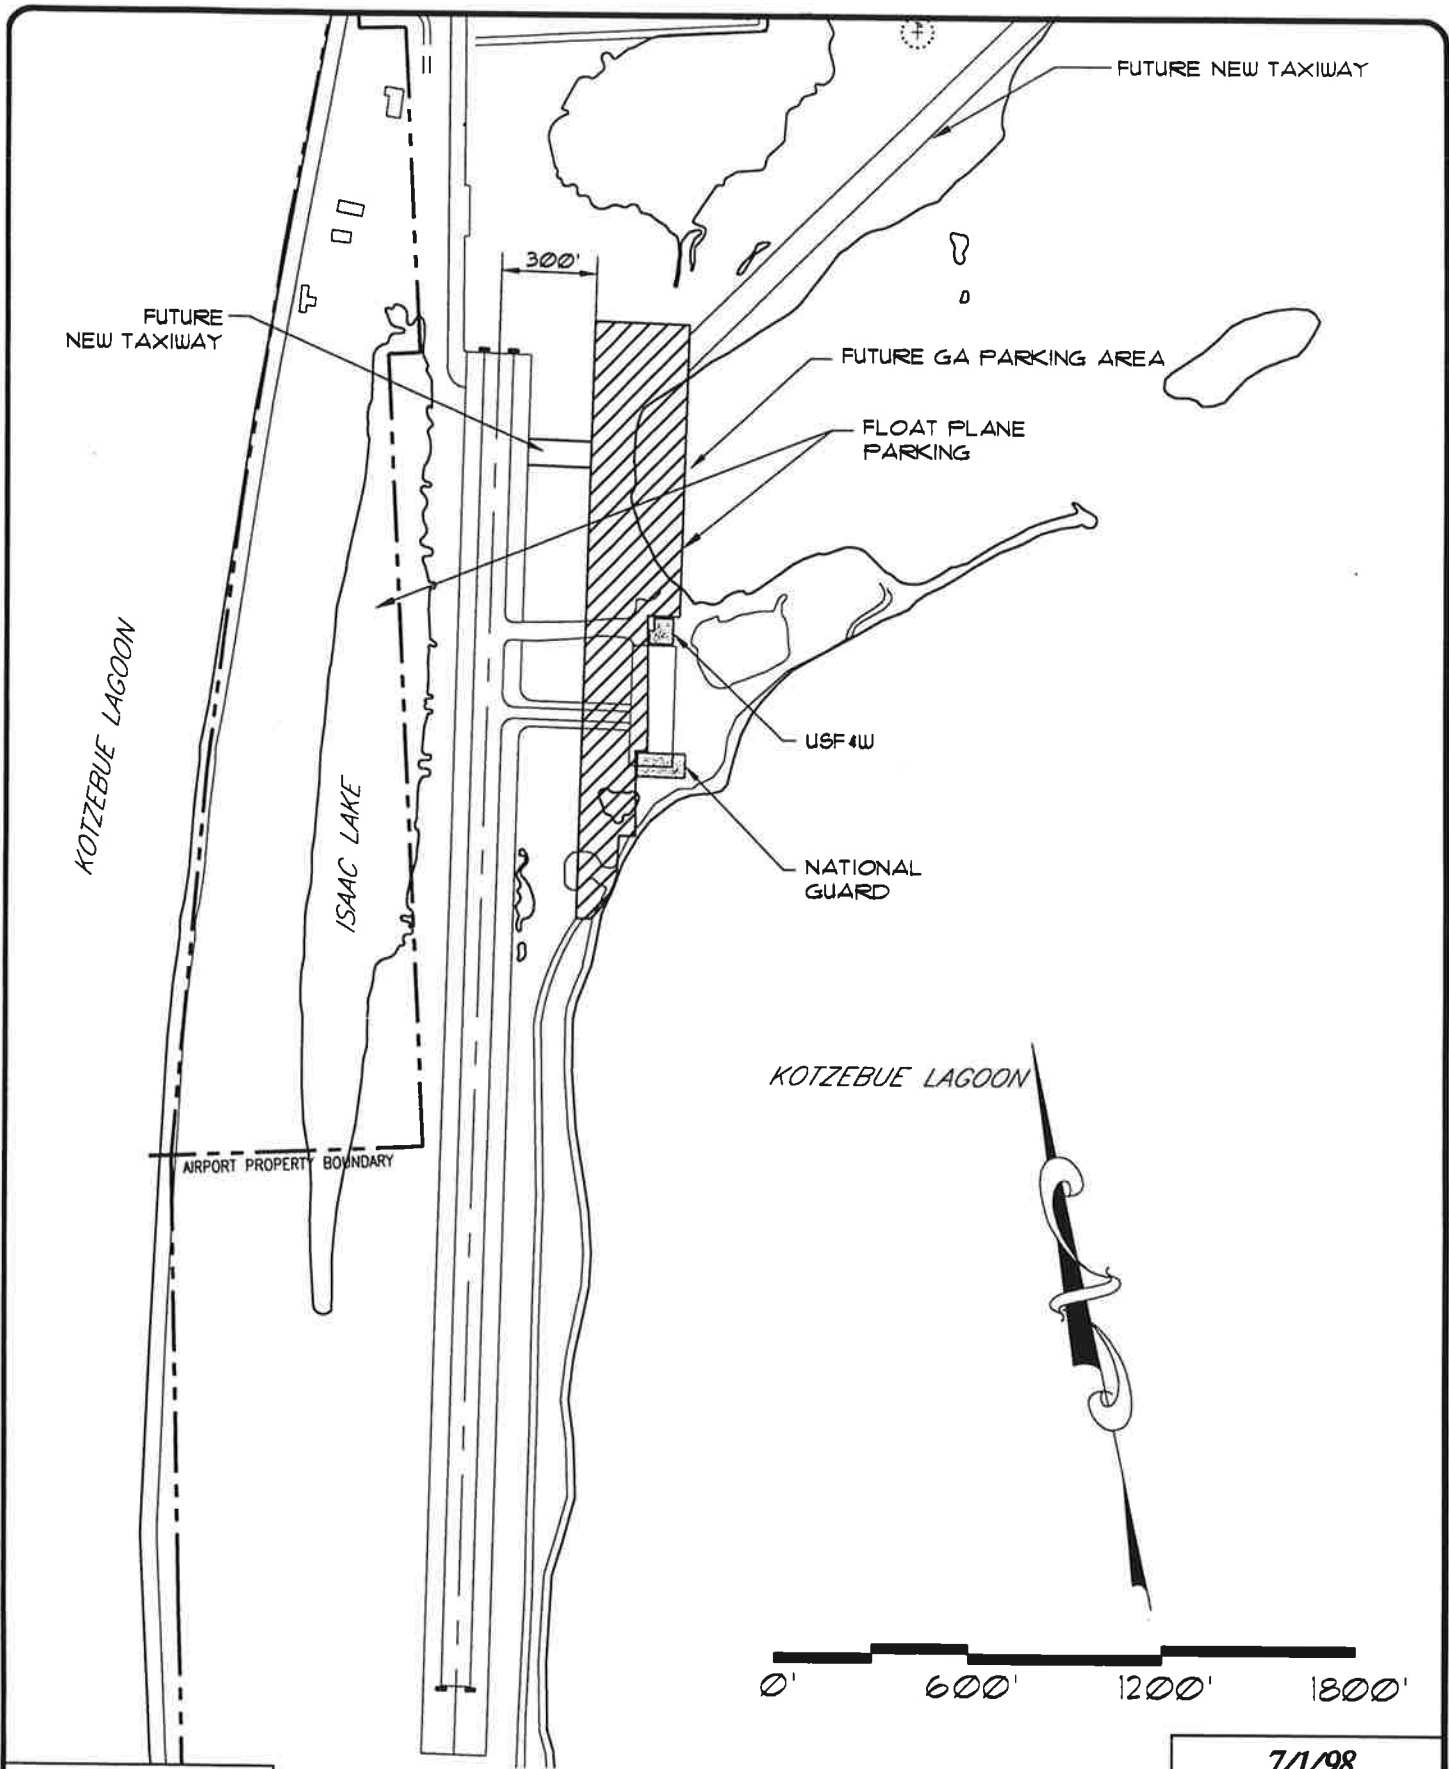 FUTURE NEW TAXIWAY
300'
FUTURE
NEW TAXIWAY
FUTURE GA PARKING AREA
FLOAT PLANE
PARKING
KOTZEBUE LAGOON
USF&W
ISAAC LAKE
NATIONAL
GUARD
KOTZEBUE LAGOON
AIRPORT PROPERTY BOUNDARY
0' 600' 1200' 1800'
7/1/98